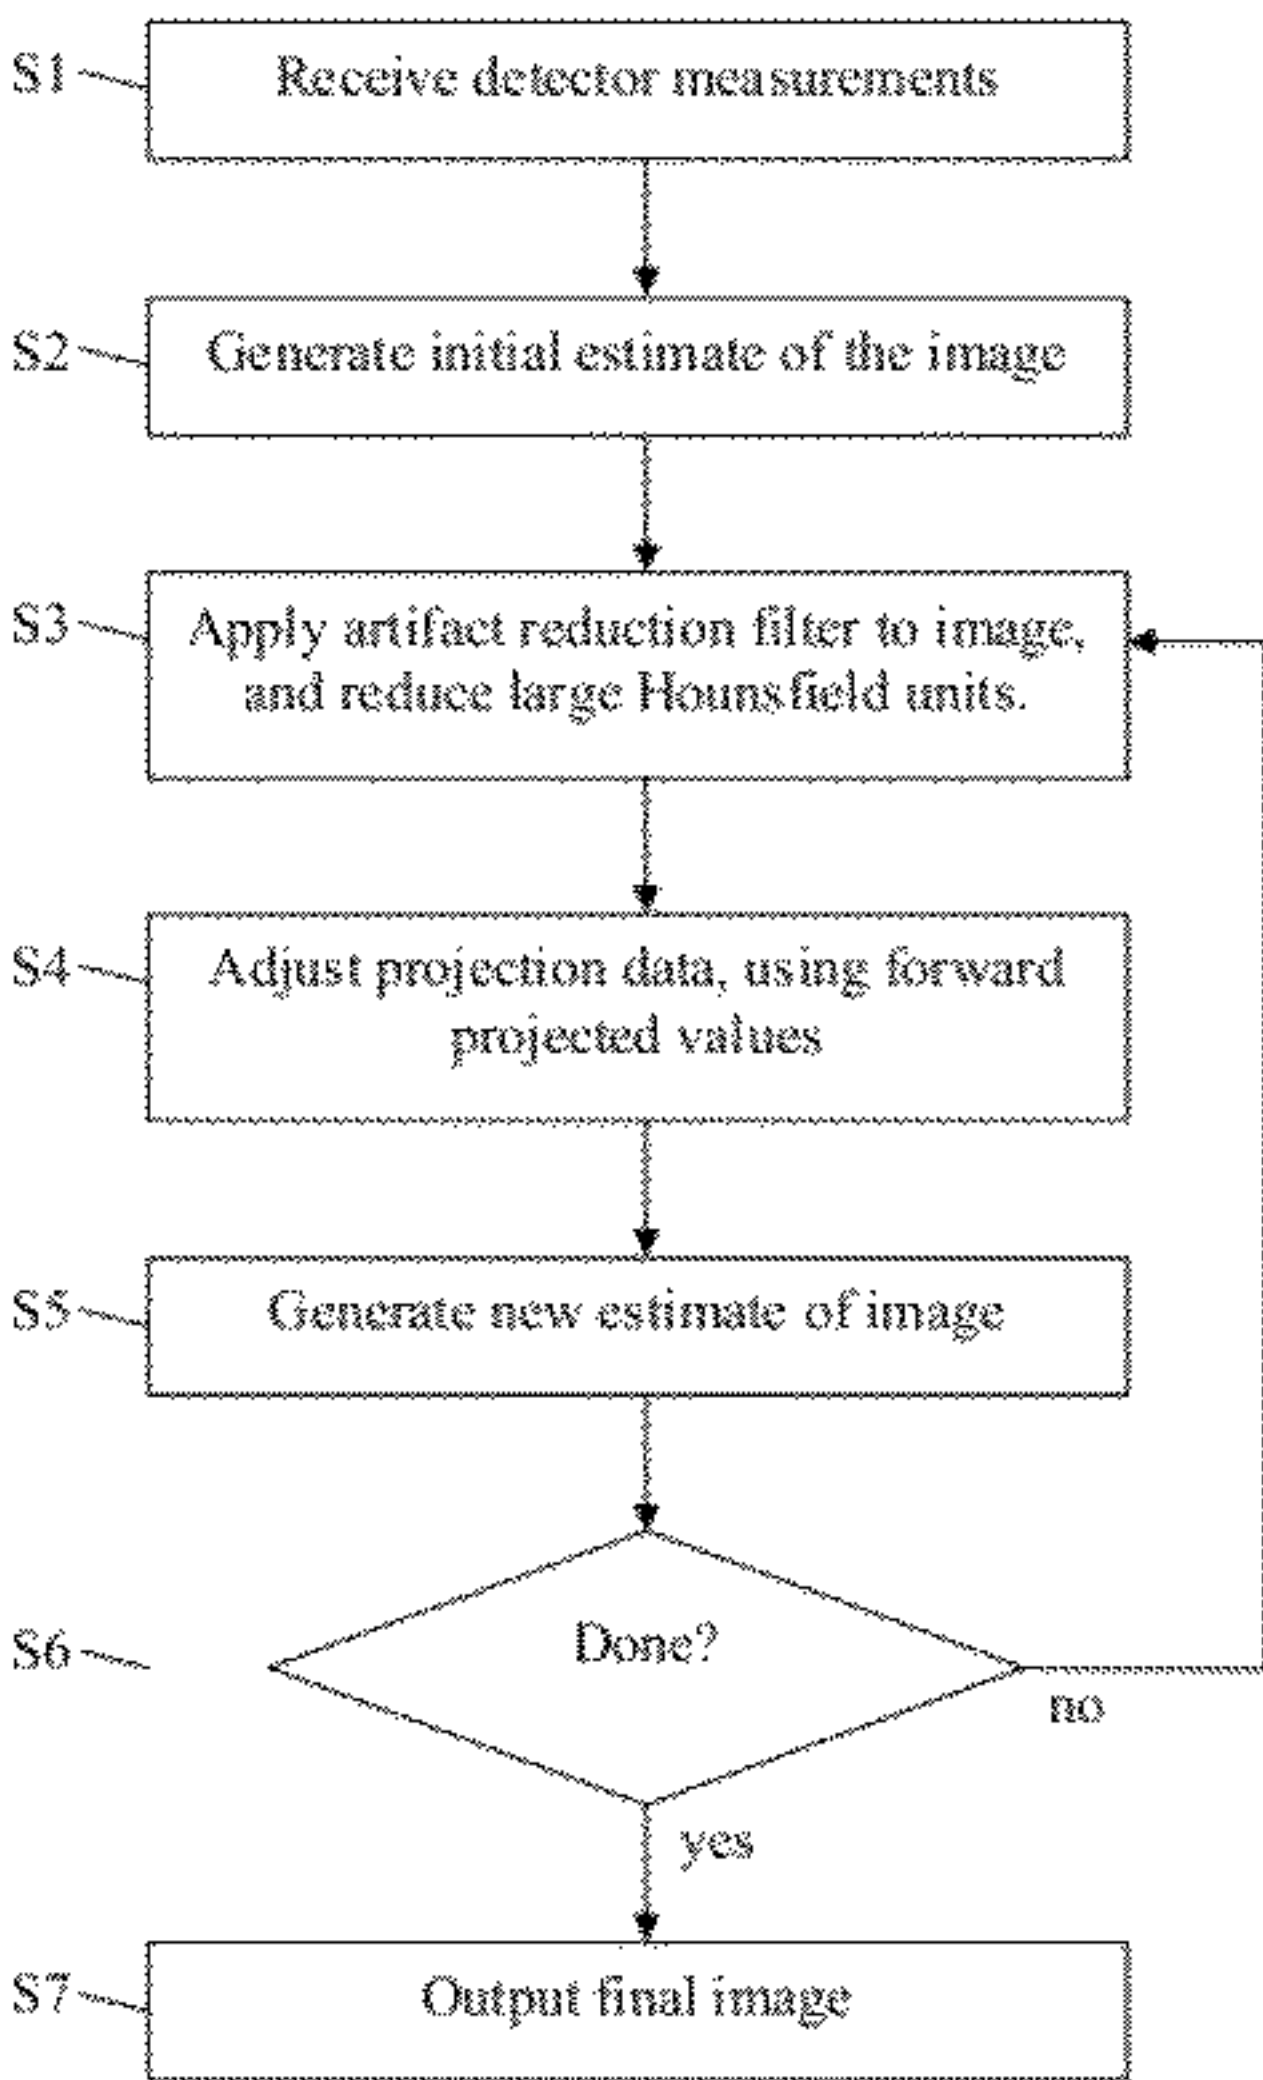 S1 Receive detector measurements
S2 Generate initial estimate of the image
S3 Apply artifact reduction filter to image,
and reduce large Hounsfield units.
S4 Adjust projection data, using forward
projected values
S5 Generate new estimate of image
S6 Done?
no
yes
S7 Output final image